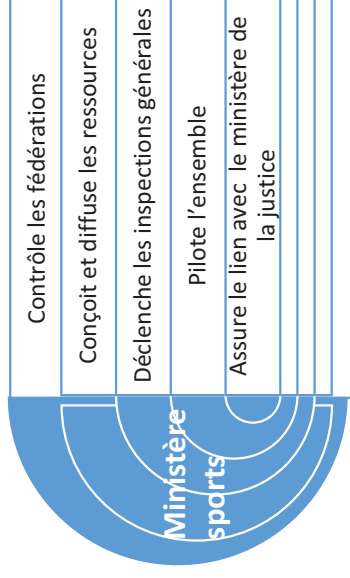 Ministère
sports
Contrôle les fédérations
Conçoit et diffuse les ressources
Déclenche les inspections générales
Pilote l’ensemble
Assure le lien avec le ministère de
la justice